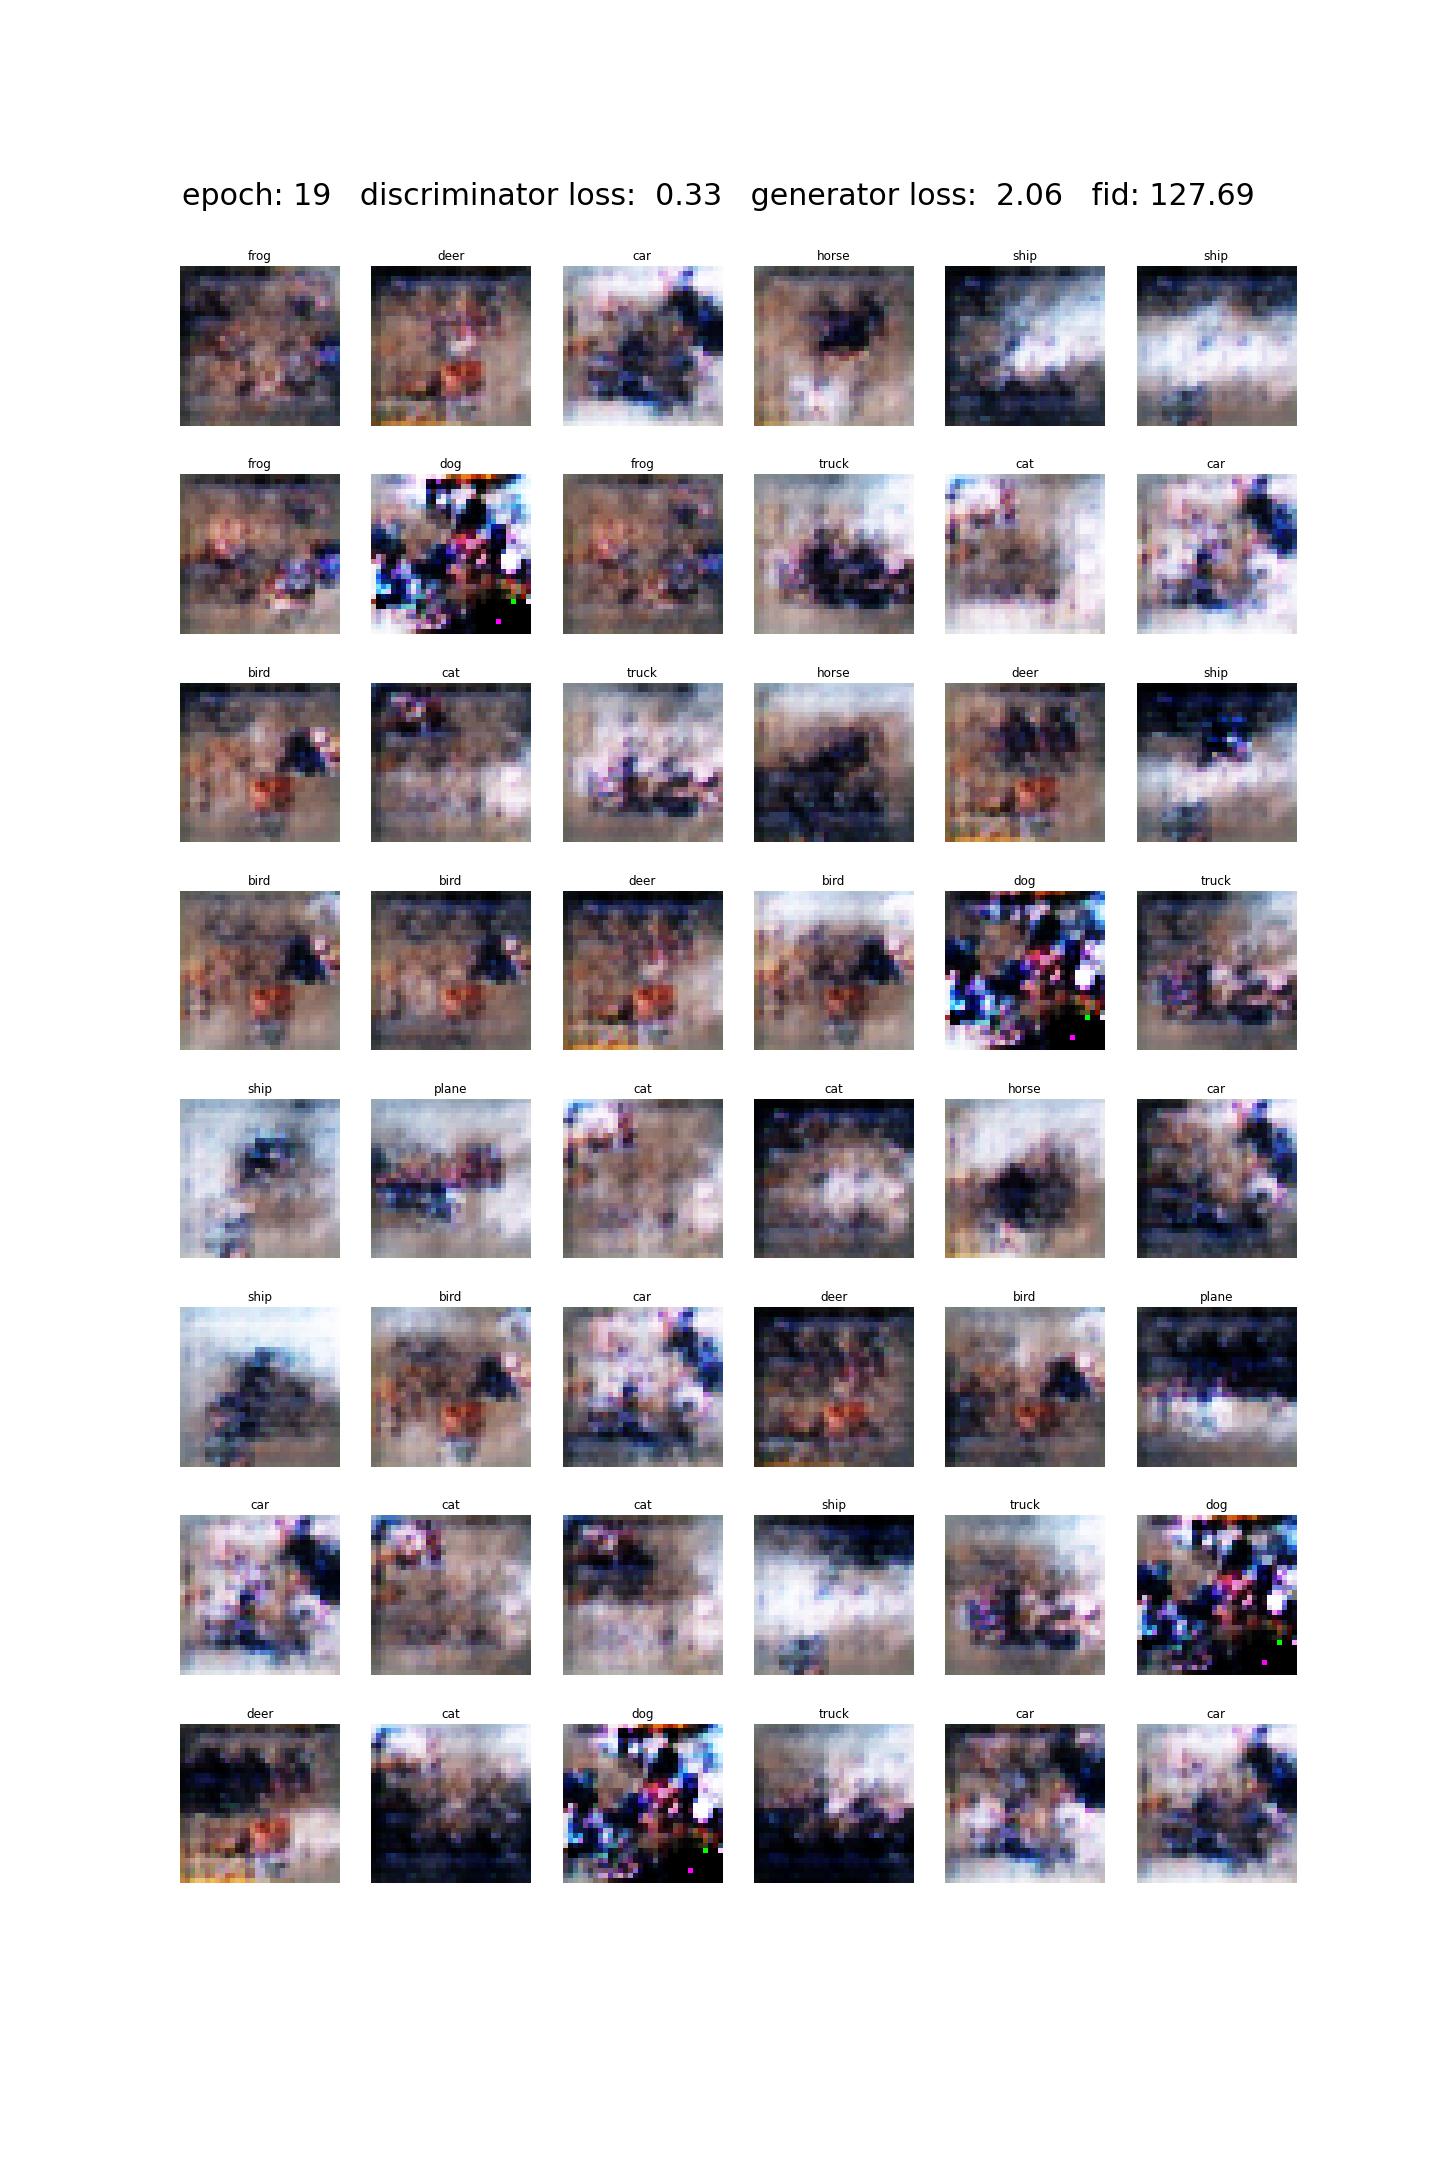 epoch: 19   discriminator loss:  0.33   generator loss:  2.06   fid: 127.69
frog deer car horse ship ship
frog dog frog truck cat car
bird cat truck horse deer ship
bird bird deer bird dog truck
ship plane cat cat horse car
ship bird car deer bird plane
car cat cat ship truck dog
deer cat dog truck car car